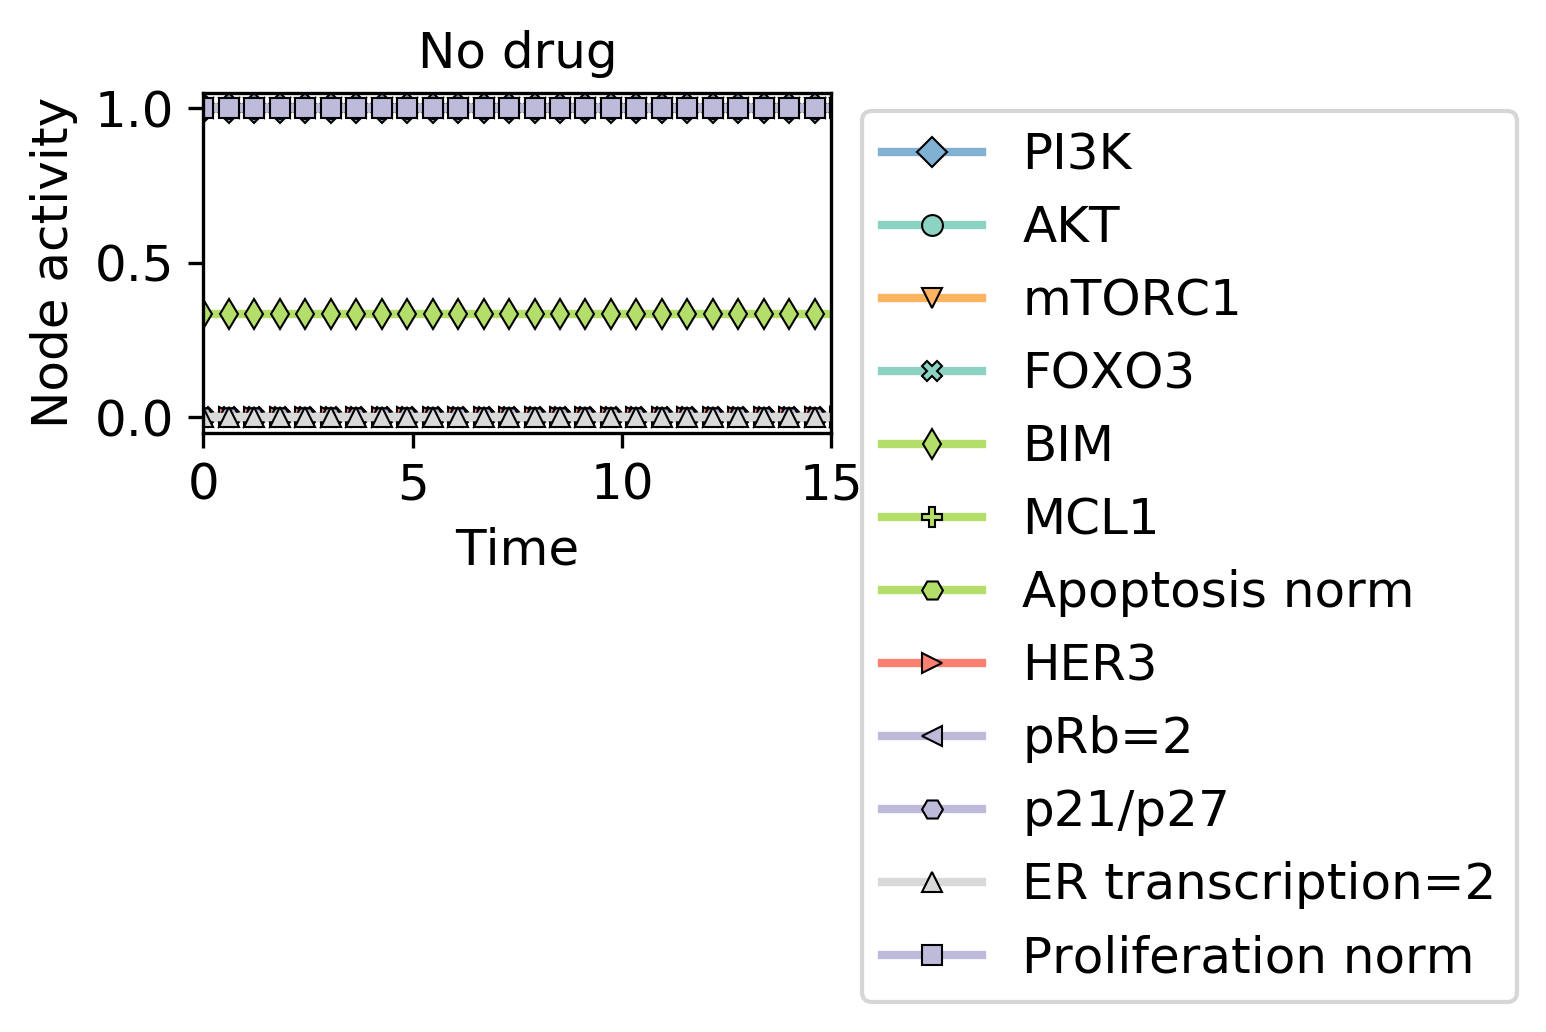 No drug
Node activity
1.0
0.5
0.0
0 5 10 15
Time
PI3K
AKT
mTORC1
FOXO3
BIM
MCL1
Apoptosis norm
HER3
pRb=2
p21/p27
ER transcription=2
Proliferation norm